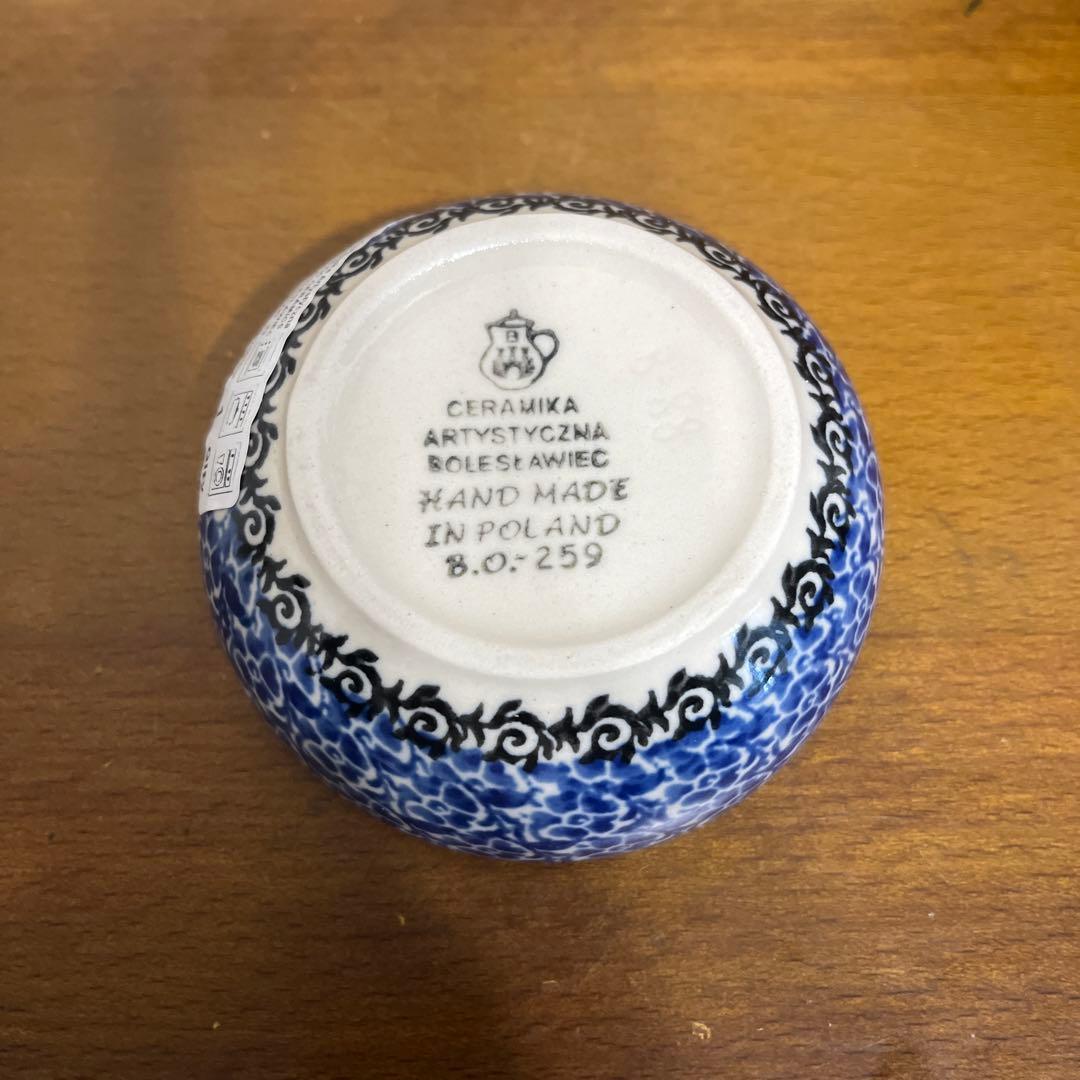 B
CERAMIKA
ARTYSTYCZNA
BOLESŁAWIEC
HAND MADE
IN POLAND
B.O.-259